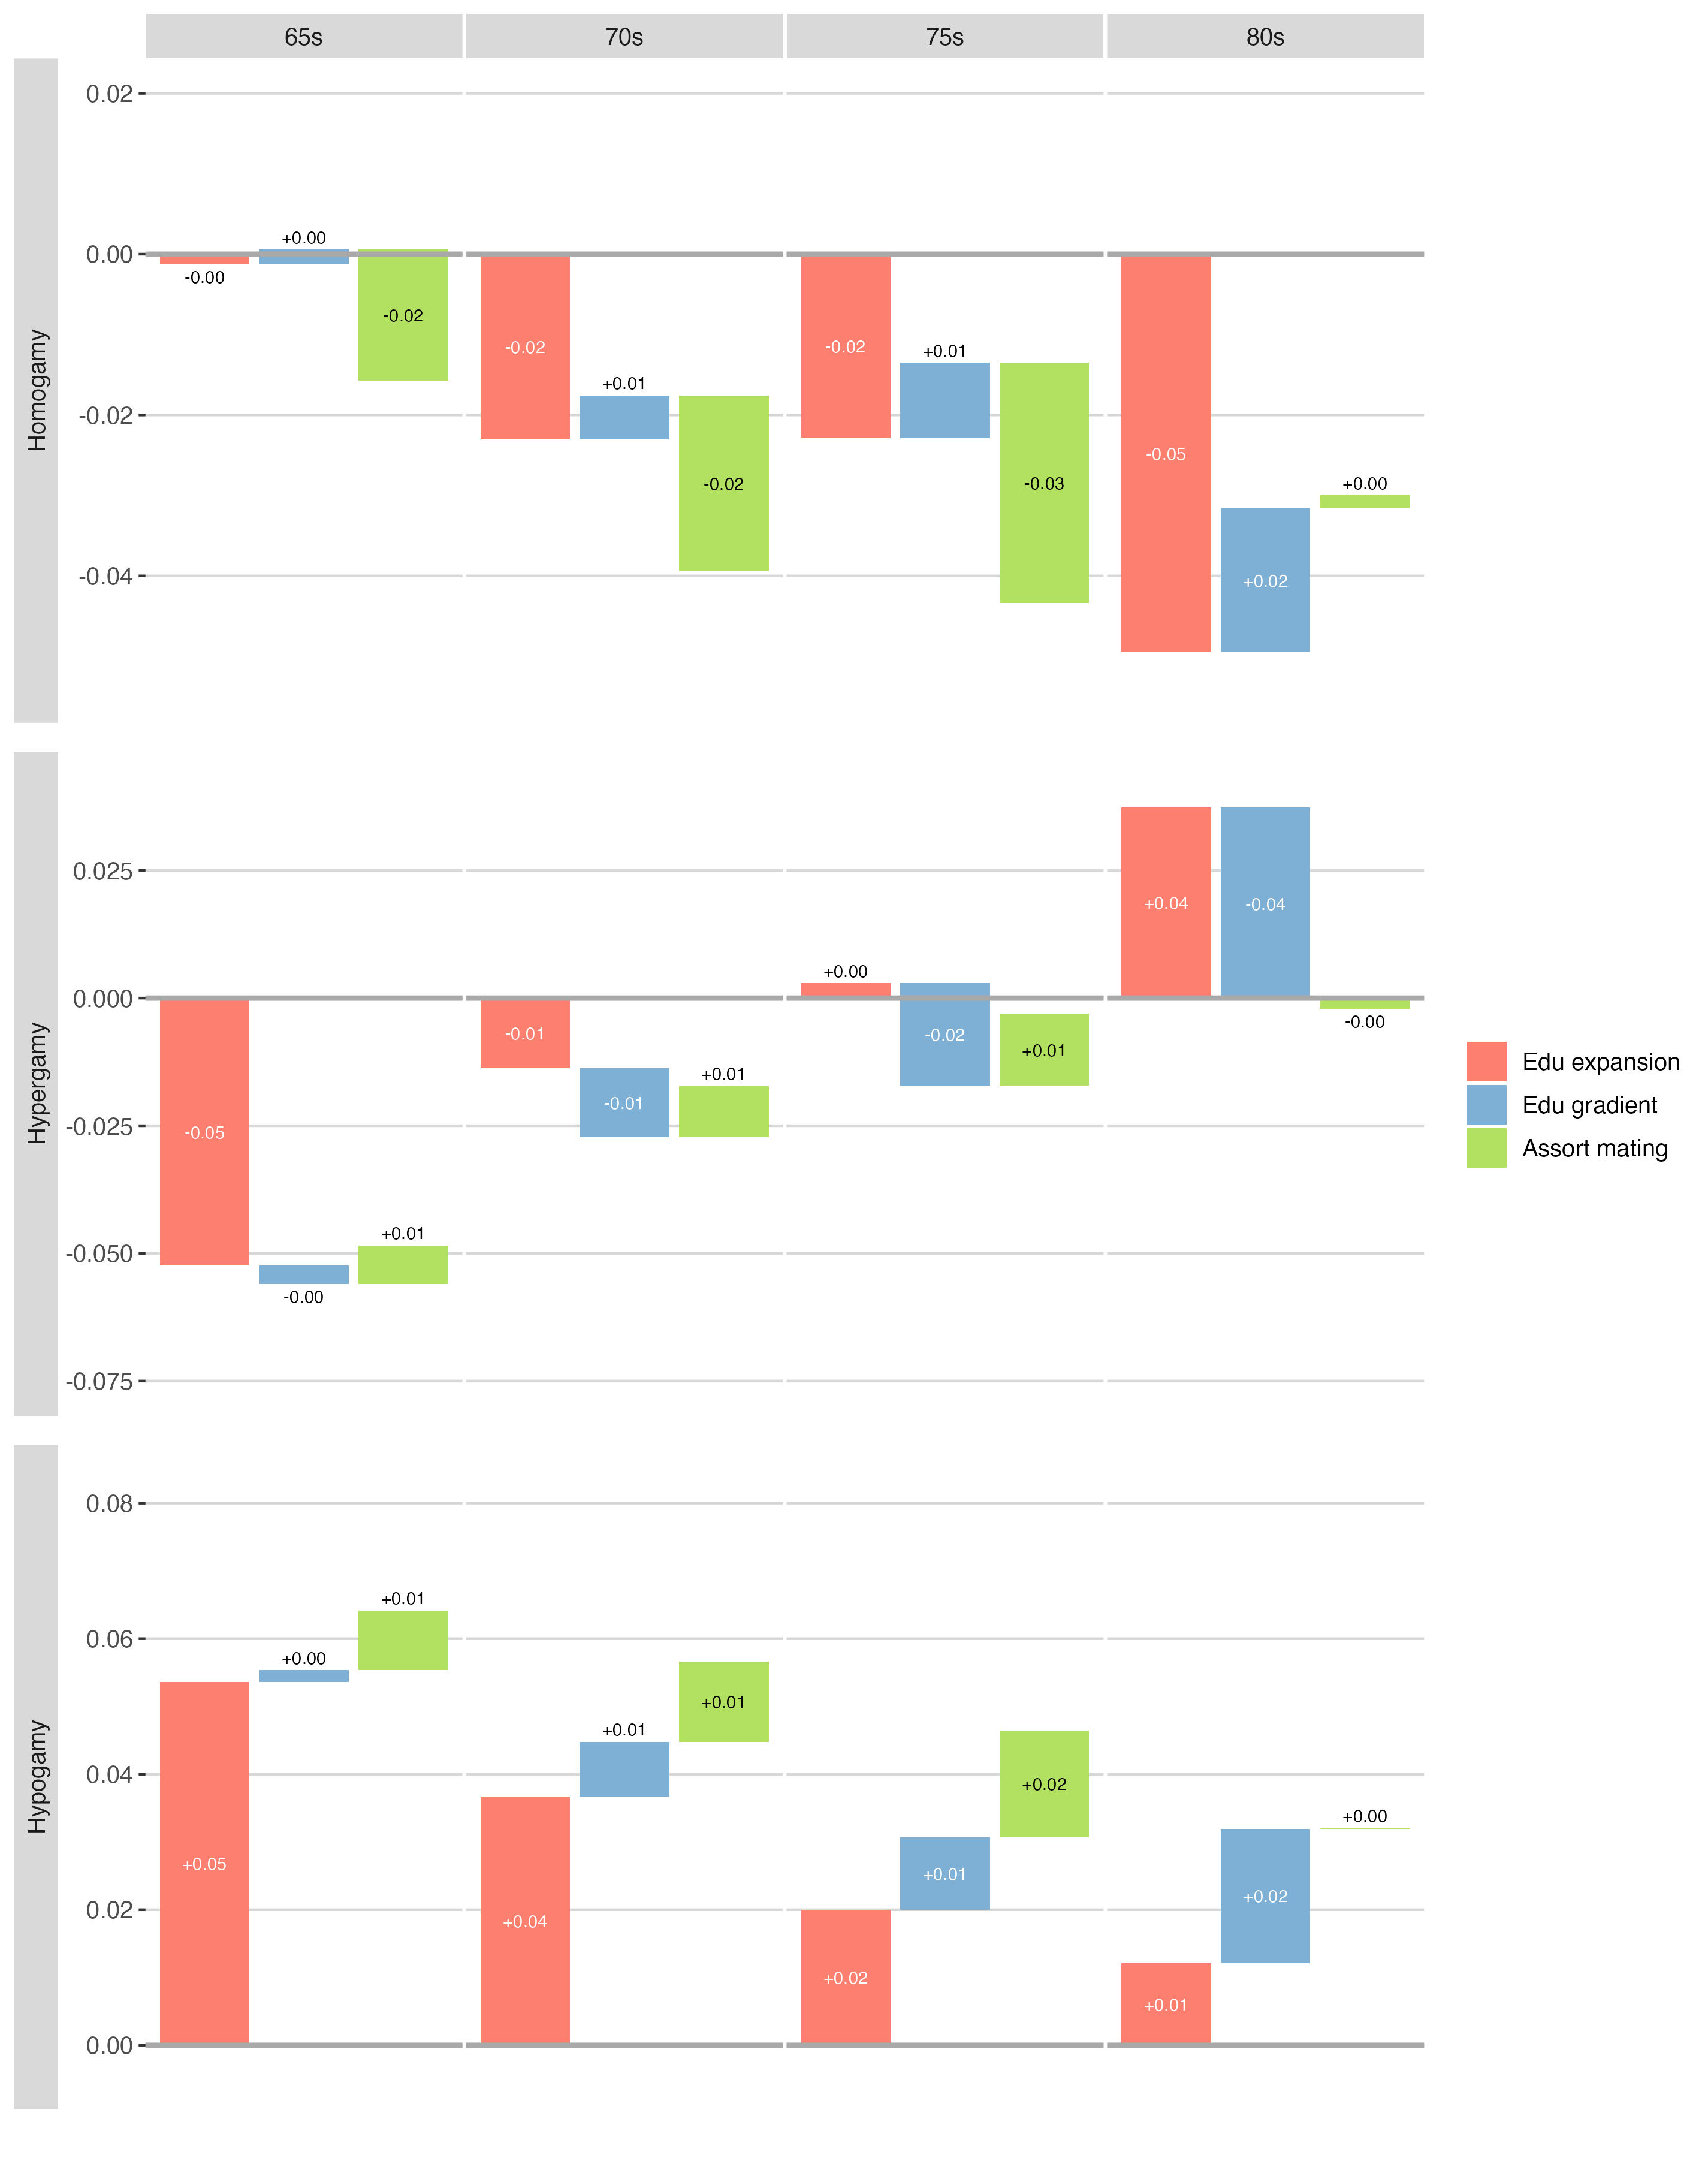 65s 70s 75s 80s
Homogamy
0.02
0.00
-0.02
-0.04
-0.00 +0.00 -0.02
-0.02 +0.01 -0.02
-0.02 +0.01 -0.03
-0.05 +0.02 +0.00
Hypergamy
0.025
0.000
-0.025
-0.050
-0.075
-0.05 -0.00 +0.01
-0.01 -0.01 +0.01
+0.00 -0.02 +0.01
+0.04 -0.04 -0.00
Hypogamy
0.08
0.06
0.04
0.02
0.00
+0.05 +0.00 +0.01
+0.04 +0.01 +0.01
+0.02 +0.01 +0.02
+0.01 +0.02 +0.00
Edu expansion
Edu gradient
Assort mating